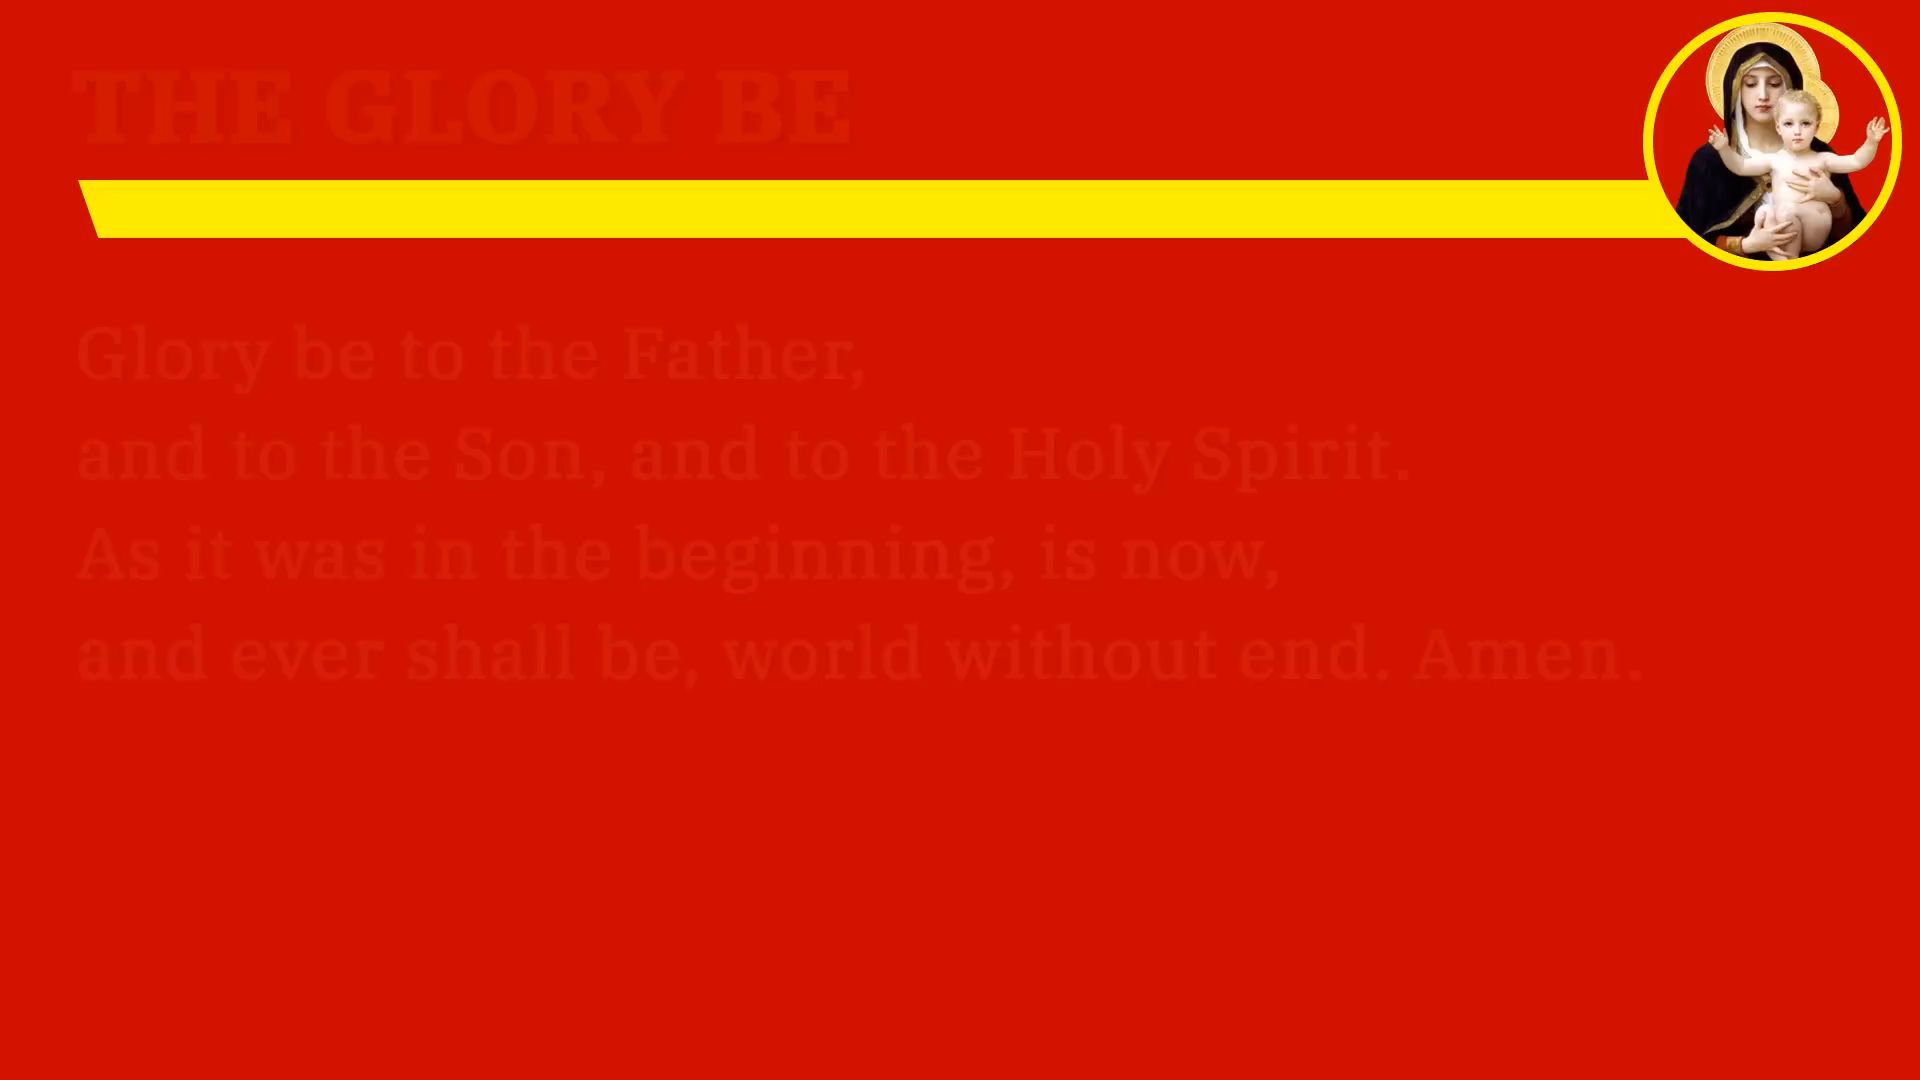 THE GLORY BE
Glory be to the Father,
and to the Son, and to the Holy Spirit.
As it was in the beginning, is now,
and ever shall be, world without end. Amen.